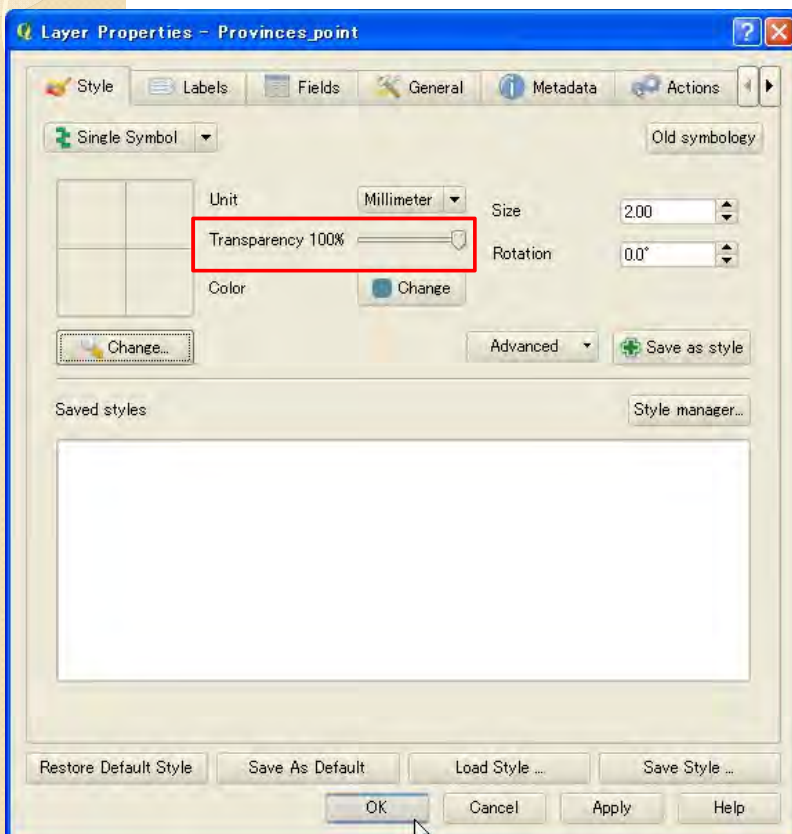 Layer Properties - Provinces_point
Style Labels Fields General Metadata Actions
Single Symbol Old symbology
Unit Millimeter Size 2.00
Transparency 100%
Rotation 0.0°
Color Change
Change... Advanced Save as style
Saved styles Style manager...
Restore Default Style Save As Default Load Style ... Save Style ...
OK Cancel Apply Help